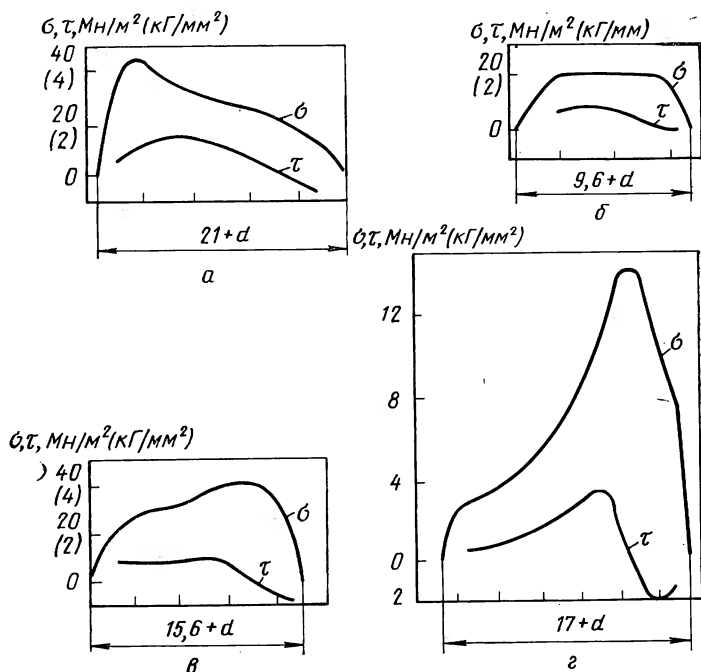 σ, τ, Мн/м² (кГ/мм²)
40
(4)
20
(2)
0
σ
τ
21+d
а
σ, τ, Мн/м² (кГ/мм)
20
(2)
0
σ
τ
9,6+d
б
σ, τ, Мн/м² (кГ/мм²)
40
(4)
20
(2)
0
σ
τ
15,6+d
в
σ, τ, Мн/м² (кГ/мм²)
12
8
4
0
2
σ
τ
17+d
г